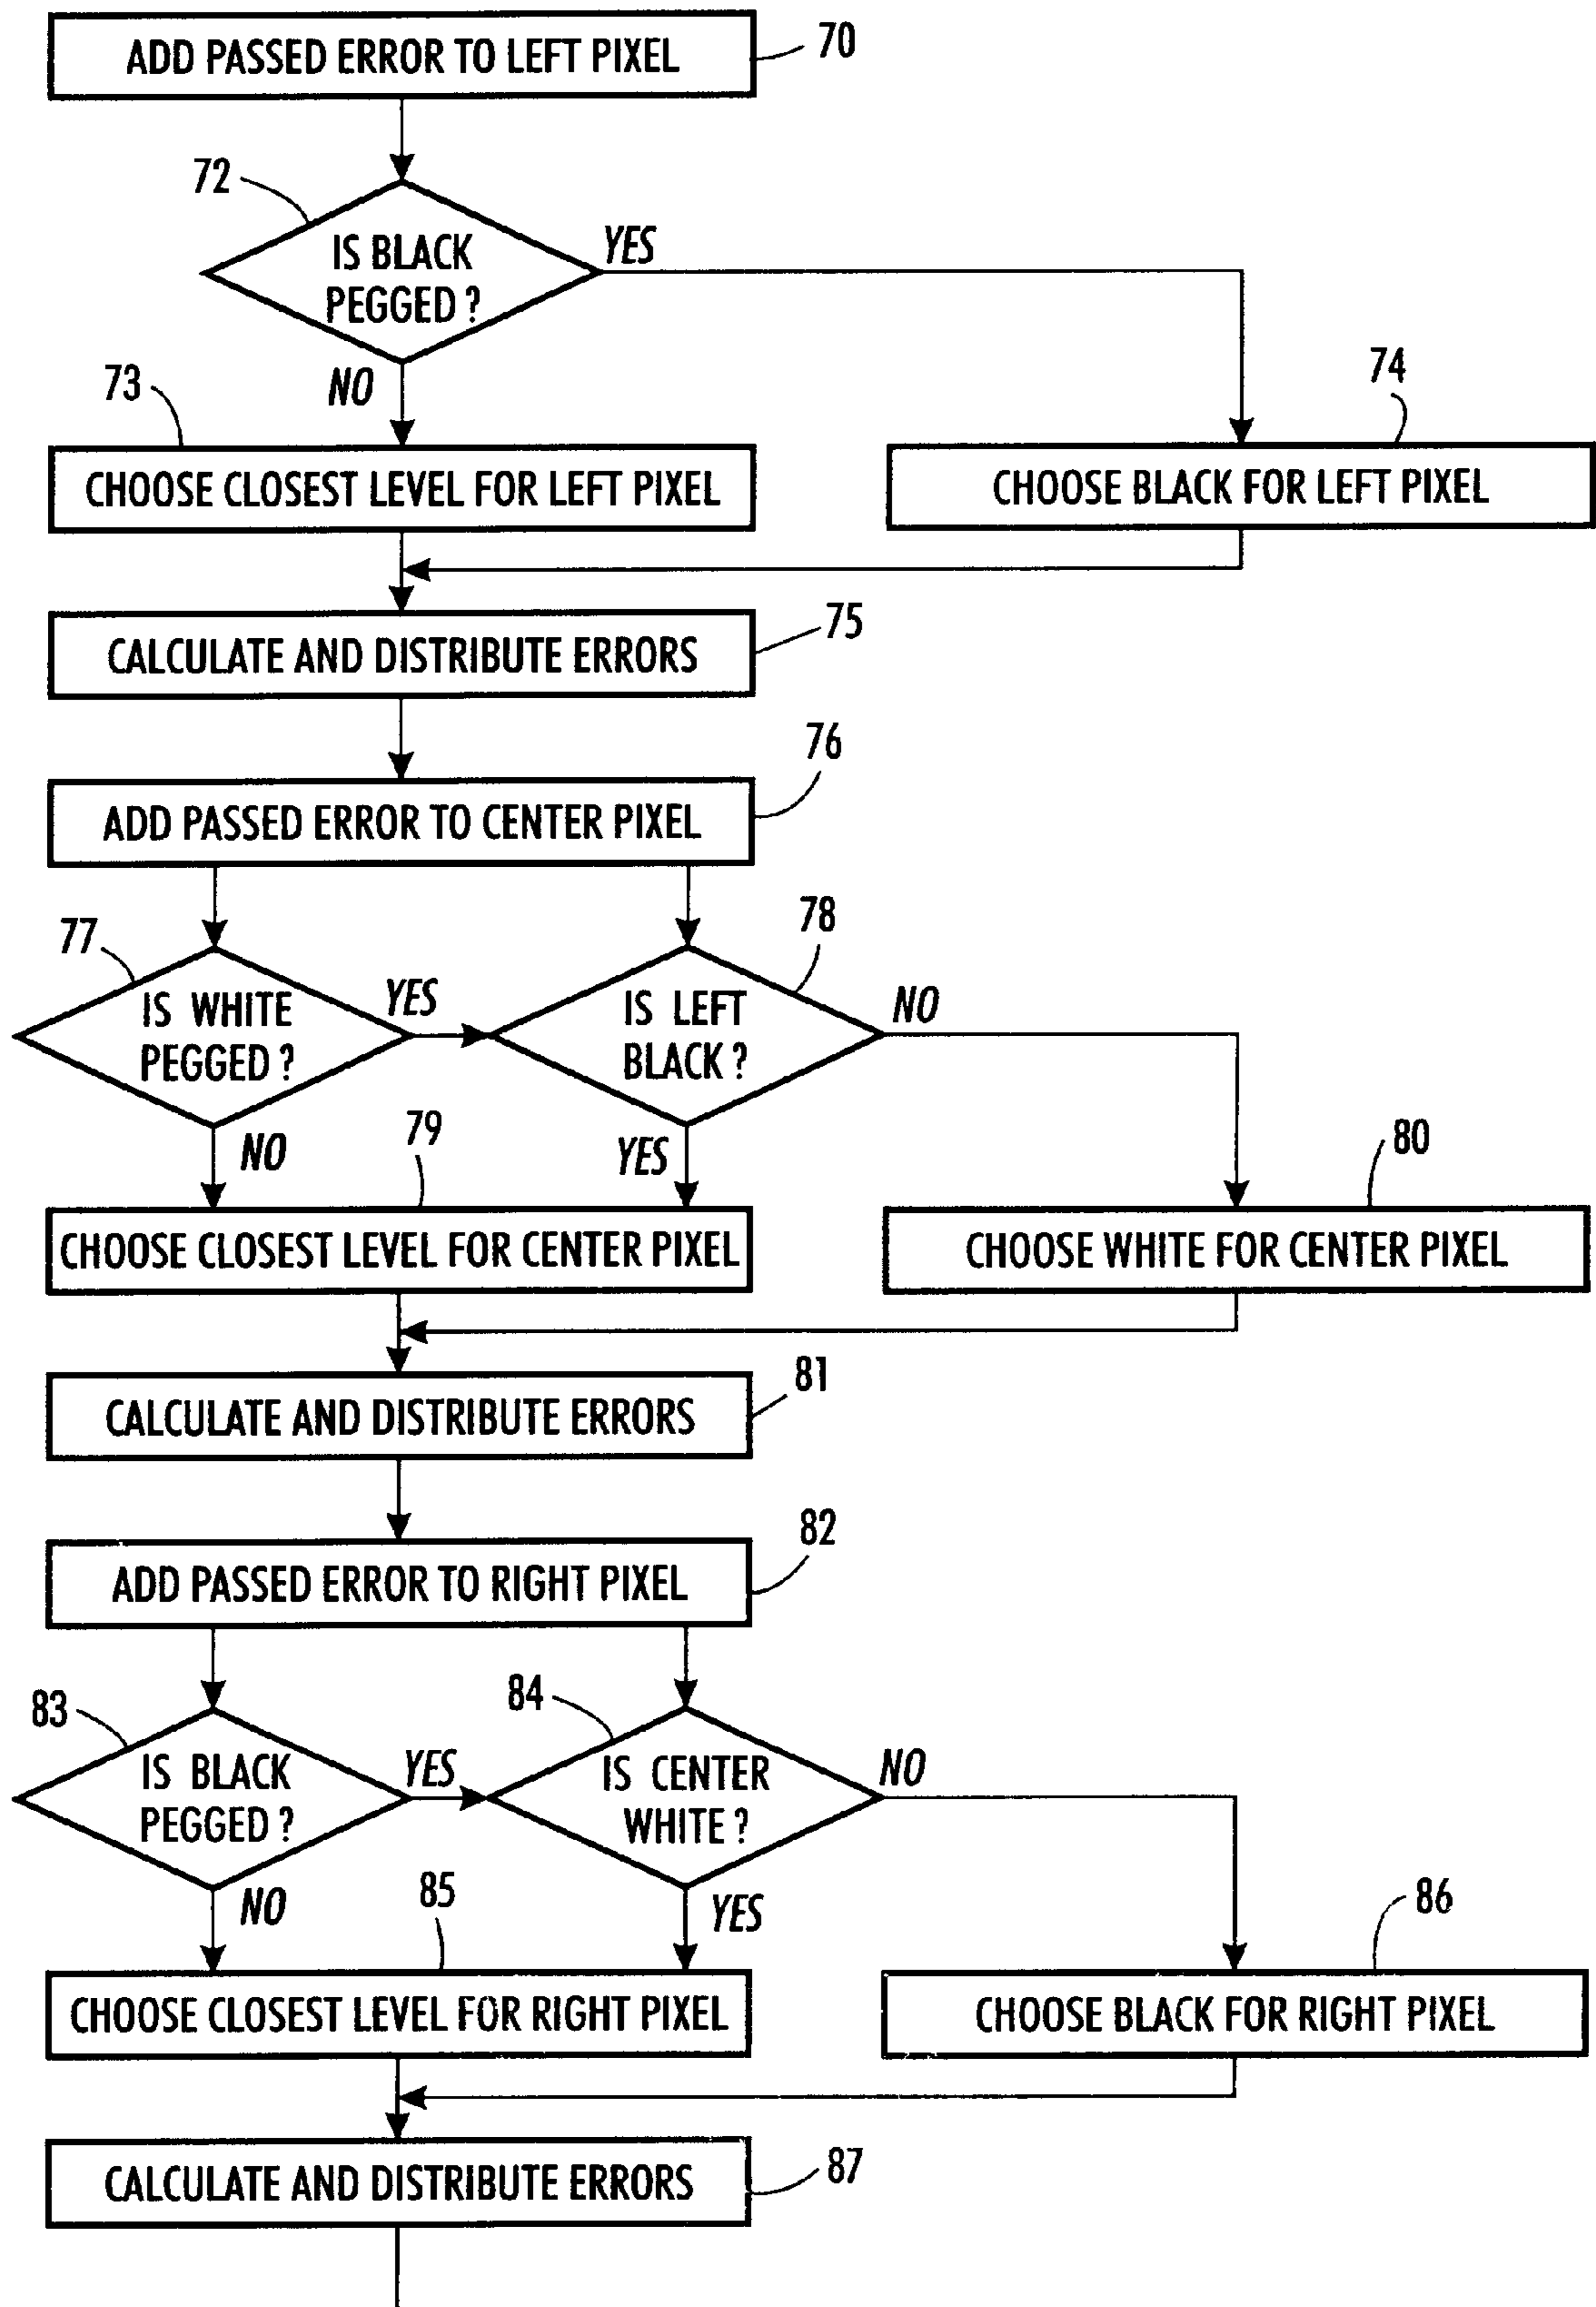 ADD PASSED ERROR TO LEFT PIXEL
70
72
IS BLACK
PEGGED ?
YES
NO
73
74
CHOOSE CLOSEST LEVEL FOR LEFT PIXEL
CHOOSE BLACK FOR LEFT PIXEL
CALCULATE AND DISTRIBUTE ERRORS
75
76
ADD PASSED ERROR TO CENTER PIXEL
77
78
IS WHITE
PEGGED ?
YES
IS LEFT
BLACK ?
NO
NO
79
YES
80
CHOOSE CLOSEST LEVEL FOR CENTER PIXEL
CHOOSE WHITE FOR CENTER PIXEL
81
CALCULATE AND DISTRIBUTE ERRORS
82
ADD PASSED ERROR TO RIGHT PIXEL
83
84
IS BLACK
PEGGED ?
YES
IS CENTER
WHITE ?
NO
NO
85
YES
86
CHOOSE CLOSEST LEVEL FOR RIGHT PIXEL
CHOOSE BLACK FOR RIGHT PIXEL
CALCULATE AND DISTRIBUTE ERRORS
87